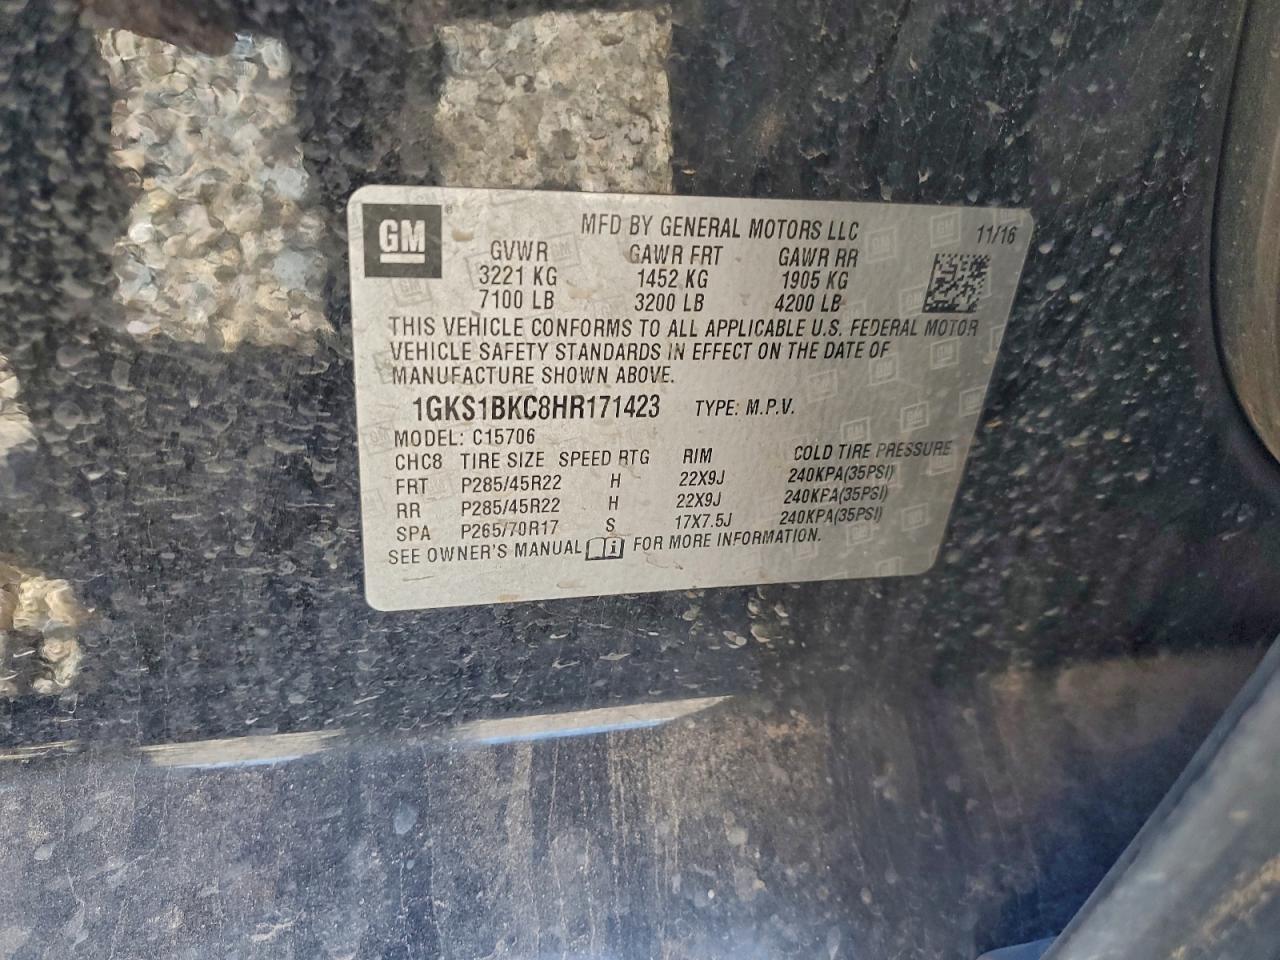 GM
MFD BY GENERAL MOTORS LLC 11/16
GVWR GAWR FRT GAWR RR
3221 KG 1452 KG 1905 KG
7100 LB 3200 LB 4200 LB
THIS VEHICLE CONFORMS TO ALL APPLICABLE U.S. FEDERAL MOTOR
VEHICLE SAFETY STANDARDS IN EFFECT ON THE DATE OF
MANUFACTURE SHOWN ABOVE.
1GKS1BKC8HR171423 TYPE: M.P.V.
MODEL: C15706
CHC8 TIRE SIZE SPEED RTG RIM COLD TIRE PRESSURE
FRT P285/45R22 H 22X9J 240KPA(35PSI)
RR P285/45R22 H 22X9J 240KPA(35PSI)
SPA P265/70R17 S 17X7.5J 240KPA(35PSI)
SEE OWNER'S MANUAL i FOR MORE INFORMATION.